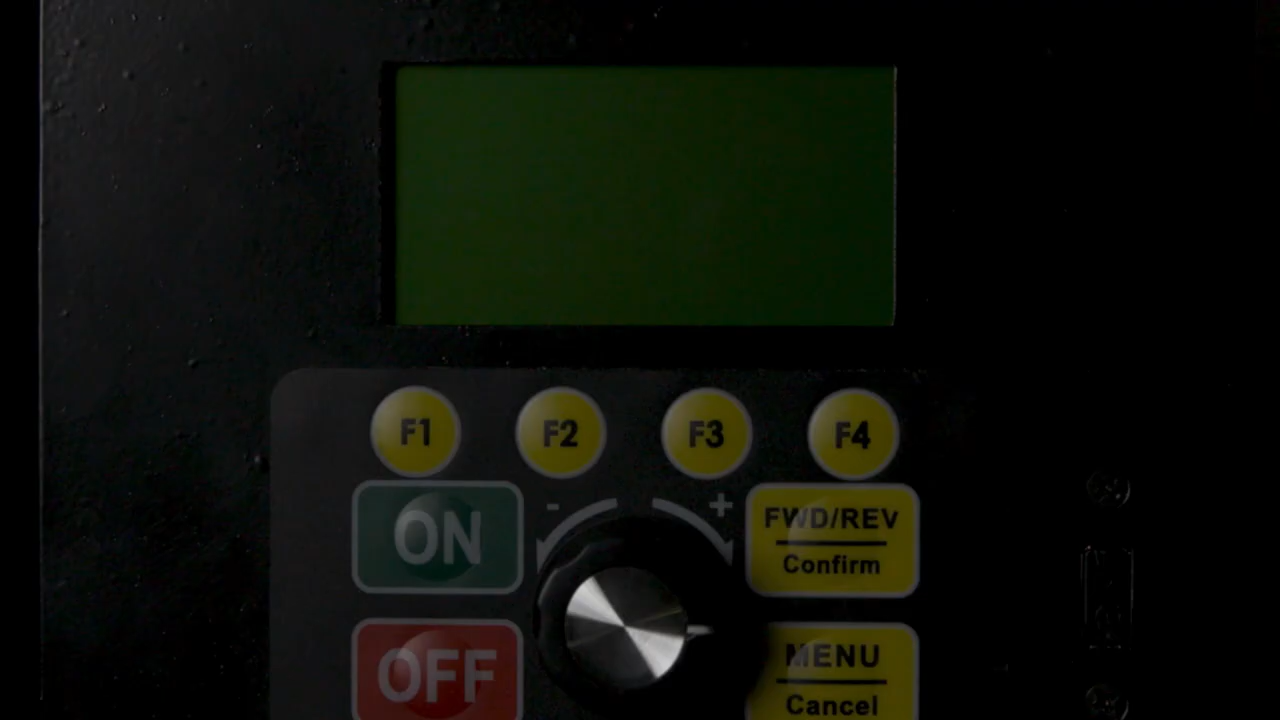 F1 F2 F3 F4
ON
- +
FWD/REV
Confirm
OFF
MENU
Cancel